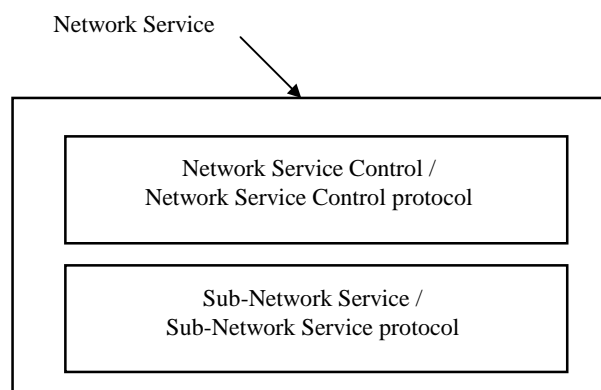 Network Service
Network Service Control /
Network Service Control protocol
Sub-Network Service /
Sub-Network Service protocol